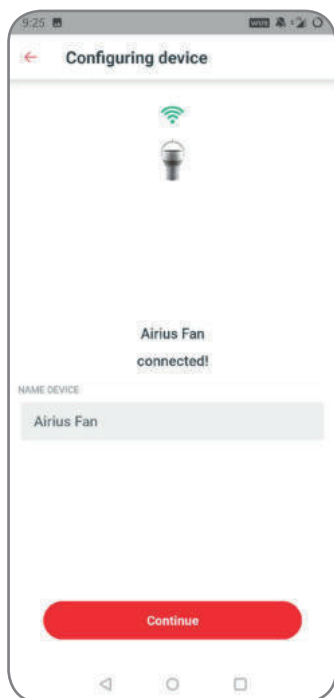 9:25
Configuring device
Airius Fan
connected!
NAME DEVICE
Airius Fan
Continue